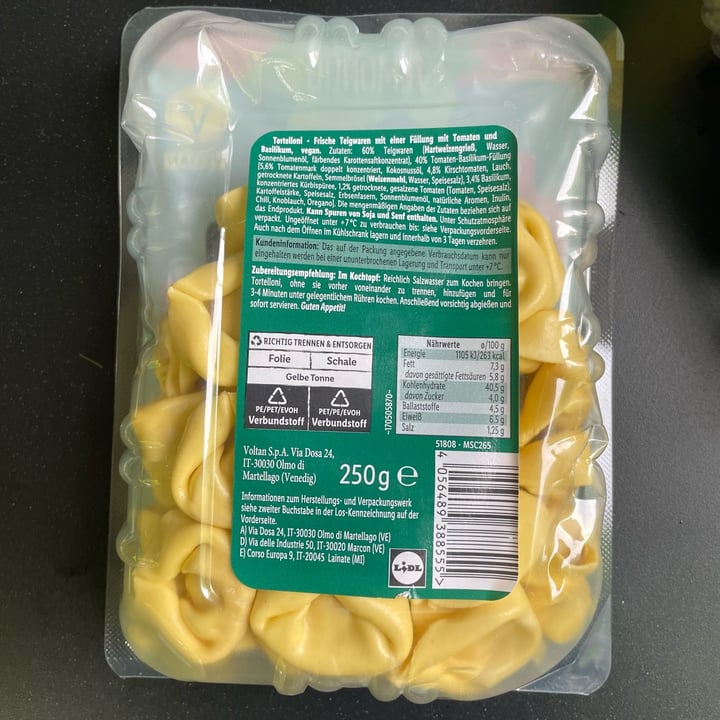 Tortelloni - Frische Teigwaren mit einer Füllung mit Tomaten und
Basilikum, vegan. Zutaten: 60% Teigwaren (Hartweizengrieß, Wasser,
Sonnenblumenöl, färbendes Karottensaftkonzentrat), 40% Tomaten-Basilikum-Füllung
[5,6% Tomatenmark doppelt konzentriert, Kokosnussöl, 4,8% Kirschtomaten, Lauch,
getrocknete Kartoffeln, Semmelbrösel (Weizenmehl, Wasser, Speisesalz), 3,4% Basilikum,
konzentriertes Kürbispüree, 1,2% getrocknete, gesalzene Tomaten (Tomaten, Speisesalz),
Kartoffelstärke, Speisesalz, Erbsenfasern, Sonnenblumenöl, natürliche Aromen, Inulin,
Chili, Knoblauch, Oregano]. Die mengenmäßigen Angaben der Zutaten beziehen sich auf
das Endprodukt. Kann Spuren von Soja und Senf enthalten. Unter Schutzatmosphäre
verpackt. Ungeöffnet unter +7°C zu verbrauchen bis: siehe Verpackungsvorderseite.
Auch nach dem Öffnen im Kühlschrank lagern und innerhalb von 3 Tagen verzehren.
Kundeninformation: Das auf der Packung angegebene Verbrauchsdatum kann nur
eingehalten werden bei einer ununterbrochenen Lagerung und Transport unter +7°C.
Zubereitungsempfehlung: Im Kochtopf: Reichlich Salzwasser zum Kochen bringen.
Tortelloni, ohne sie vorher voneinander zu trennen, hinzufügen und für
3-4 Minuten unter gelegentlichem Rühren kochen. Anschließend vorsichtig abgießen und
sofort servieren. Guten Appetit!
RICHTIG TRENNEN & ENTSORGEN
Folie Schale
Gelbe Tonne
PE/PET/EVOH PET/PE/EVOH
Verbundstoff Verbundstoff
-170505870-
Nährwerte ø/100 g
Energie 1105 kJ/263 kcal
Fett 7,3 g
davon gesättigte Fettsäuren 5,8 g
Kohlenhydrate 40,5 g
davon Zucker 4,0 g
Ballaststoffe 4,5 g
Eiweiß 6,5 g
Salz 1,25 g
51808 - MSC265
Voltan S.p.A. Via Dosa 24,
IT-30030 Olmo di
Martellago (Venedig)
250 g e
Informationen zum Herstellungs- und Verpackungswerk
siehe zweiter Buchstabe in der Los-Kennzeichnung auf der
Vorderseite.
A) Via Dosa 24, IT-30030 Olmo di Martellago (VE)
D) Via delle Industrie 50, IT-30020 Marcon (VE)
E) Corso Europa 9, IT-20045 Lainate (MI)
LIDL
4 056489 388555 >